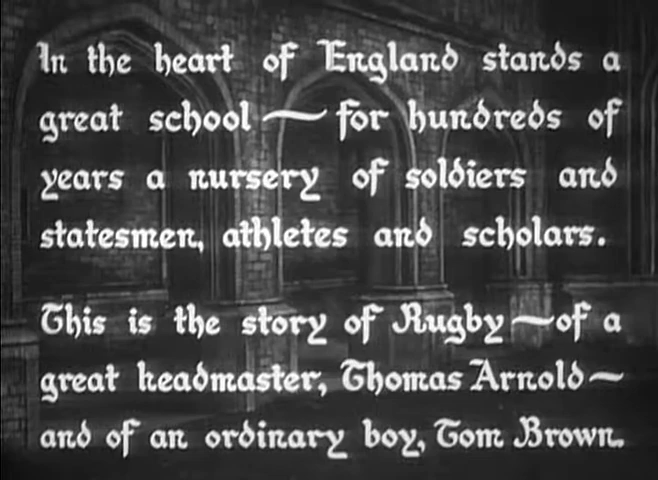 In the heart of England stands a
great school ~ for hundreds of
years a nursery of soldiers and
statesmen, athletes and scholars.
This is the story of Rugby ~ of a
great headmaster, Thomas Arnold ~
and of an ordinary boy, Tom Brown.